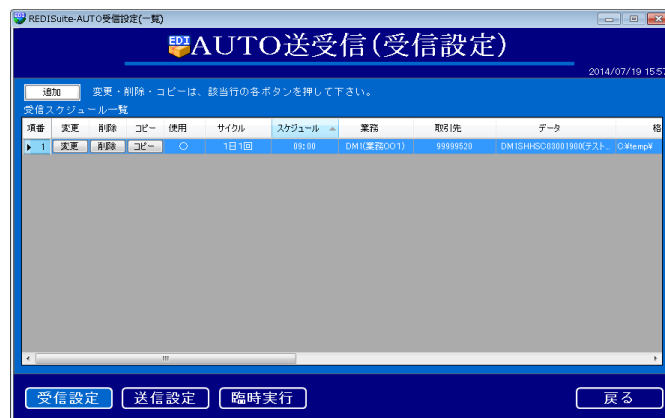 REDISuite-AUTO受信設定(一覧)
EDI AUTO送受信(受信設定)
2014/07/19 15:57
追加 変更・削除・コピーは、該当行の各ボタンを押して下さい。
受信スケジュール一覧
項番 変更 削除 コピー 使用 サイクル スケジュール 業務 取引先 データ 格
1 変更 削除 コピー ○ 1日1回 09:00 DM1(業務001) 99999520 DM1SHHSC03001900(テスト... C:¥temp¥
受信設定 送信設定 臨時実行 戻る